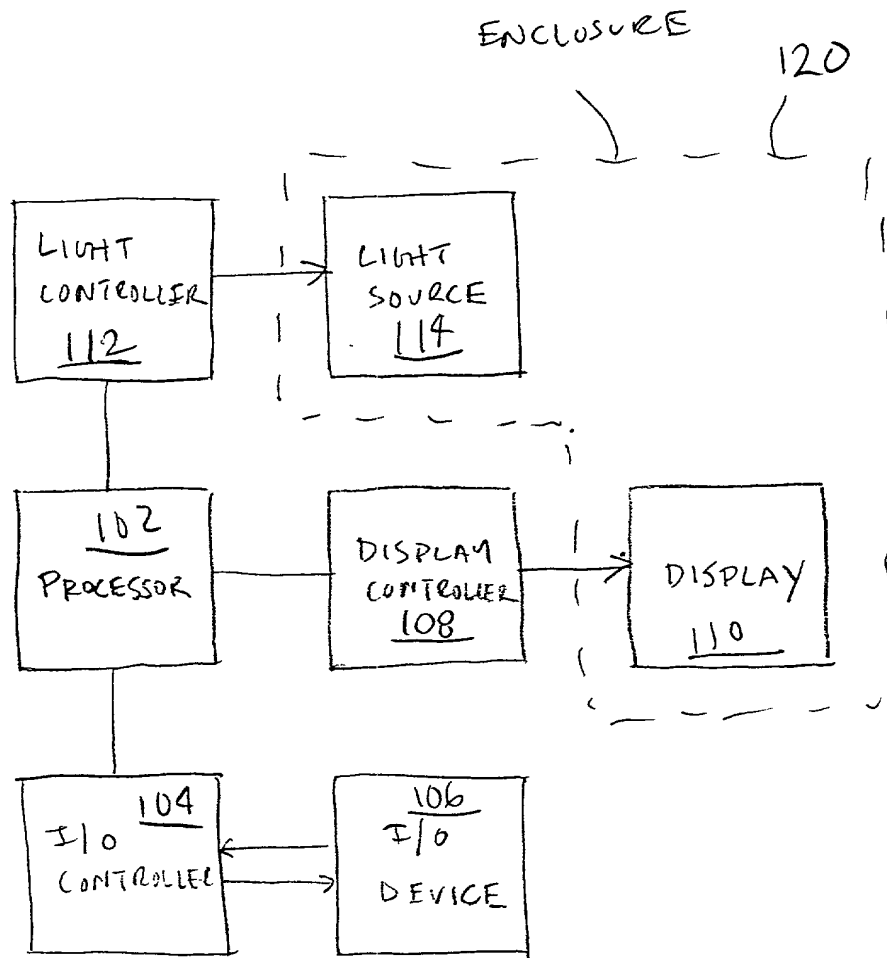 ENCLOSURE
120
LIGHT
CONTROLLER
112
LIGHT
SOURCE
114
102
PROCESSOR
DISPLAY
CONTROLLER
108
DISPLAY
110
104
I/O
CONTROLLER
106
I/O
DEVICE